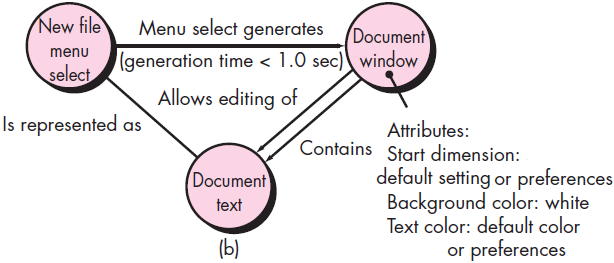 New file
menu
select
Menu select generates
(generation time < 1.0 sec)
Document
window
Allows editing of
Is represented as
Contains
Document
text
Attributes:
Start dimension:
default setting or preferences
Background color: white
Text color: default color
or preferences
(b)